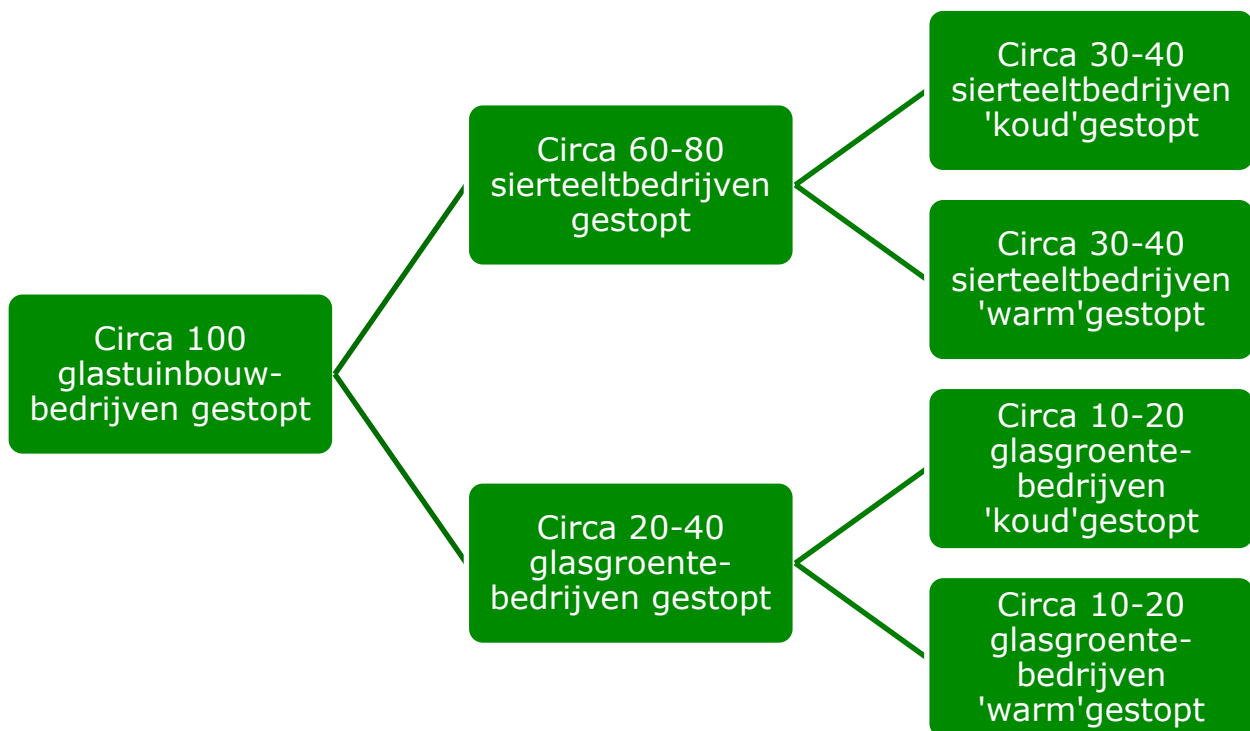 Circa 100
glastuinbouw-
bedrijven gestopt
Circa 60-80
sierteeltbedrijven
gestopt
Circa 30-40
sierteeltbedrijven
'koud'gestopt
Circa 30-40
sierteeltbedrijven
'warm'gestopt
Circa 20-40
glasgroente-
bedrijven gestopt
Circa 10-20
glasgroente-
bedrijven
'koud'gestopt
Circa 10-20
glasgroente-
bedrijven
'warm'gestopt